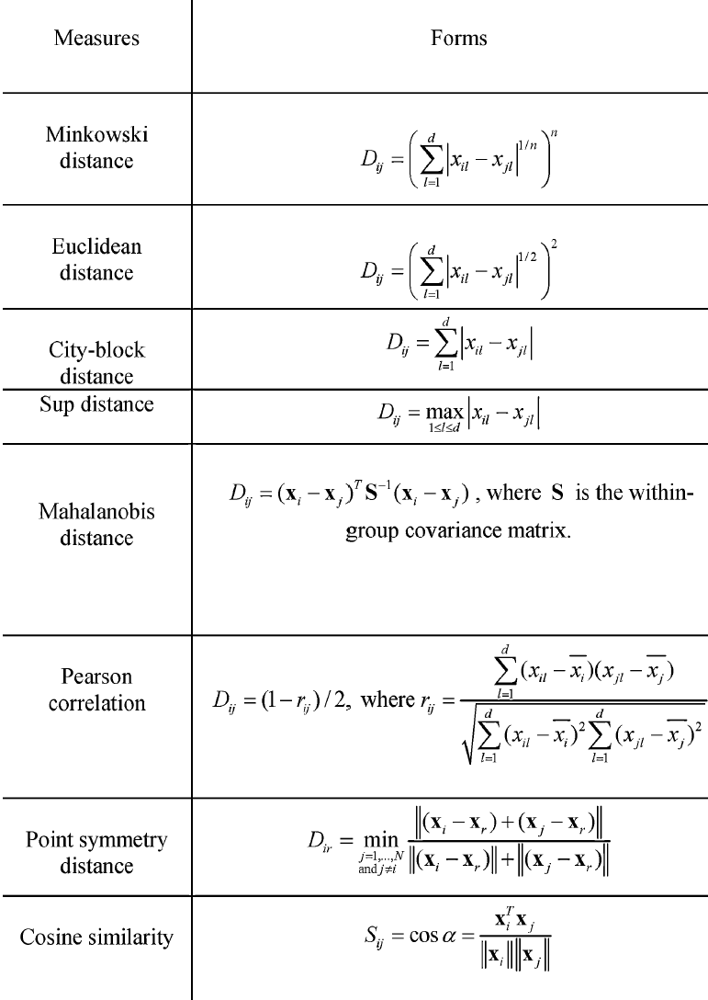 Measures Forms
Minkowski
distance
D_{ij} = \left( \sum_{l=1}^{d} \left| x_{il} - x_{jl} \right|^{1/n} \right)^{n}
Euclidean
distance
D_{ij} = \left( \sum_{l=1}^{d} \left| x_{il} - x_{jl} \right|^{1/2} \right)^{2}
City-block
distance
D_{ij} = \sum_{l=1}^{d} \left| x_{il} - x_{jl} \right|
Sup distance
D_{ij} = \max_{1 \le l \le d} \left| x_{il} - x_{jl} \right|
Mahalanobis
distance
D_{ij} = (\mathbf{x}_i - \mathbf{x}_j)^T \mathbf{S}^{-1} (\mathbf{x}_i - \mathbf{x}_j) , where \mathbf{S} is the within-
group covariance matrix.
Pearson
correlation
D_{ij} = (1 - r_{ij}) / 2, where r_{ij} = \frac{\sum_{l=1}^{d} (x_{il} - \overline{x_i})(x_{jl} - \overline{x_j})}{\sqrt{\sum_{l=1}^{d} (x_{il} - \overline{x_i})^2 \sum_{l=1}^{d} (x_{jl} - \overline{x_j})^2}}
Point symmetry
distance
D_{ir} = \min_{\substack{j=1,...,N \\ \text{and} j \ne i}} \frac{\left\| (\mathbf{x}_i - \mathbf{x}_r) + (\mathbf{x}_j - \mathbf{x}_r) \right\|}{\left\| (\mathbf{x}_i - \mathbf{x}_r) \right\| + \left\| (\mathbf{x}_j - \mathbf{x}_r) \right\|}
Cosine similarity
S_{ij} = \cos \alpha = \frac{\mathbf{x}_i^T \mathbf{x}_j}{\left\| \mathbf{x}_i \right\| \left\| \mathbf{x}_j \right\|}